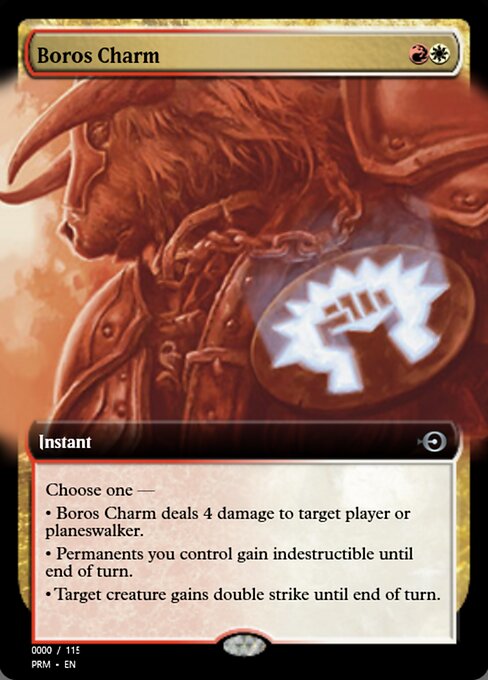 Boros Charm
Instant
Choose one —
• Boros Charm deals 4 damage to target player or
planeswalker.
• Permanents you control gain indestructible until
end of turn.
• Target creature gains double strike until end of turn.
0000 / 115
PRM • EN